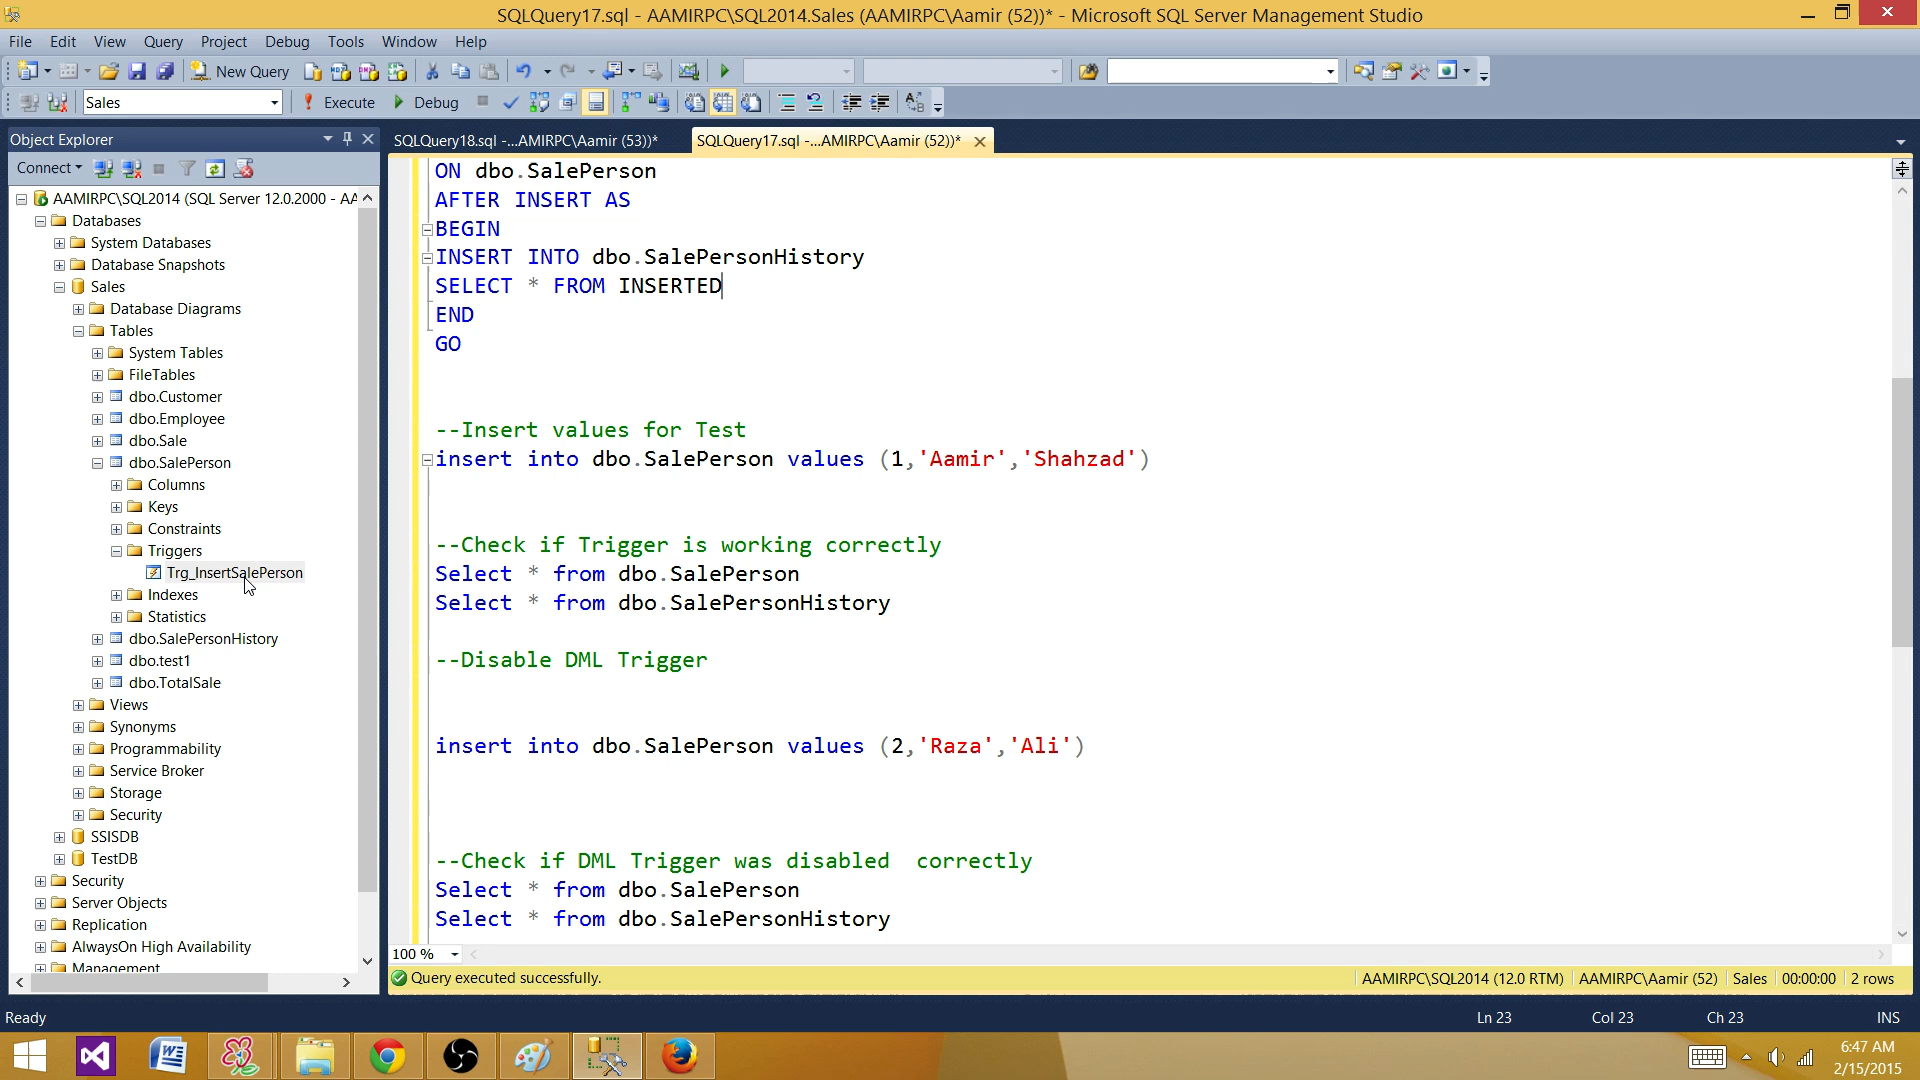 SQLQuery17.sql - AAMIRPC\SQL2014.Sales (AAMIRPC\Aamir (52))* - Microsoft SQL Server Management Studio
File Edit View Query Project Debug Tools Window Help
New Query
Sales Execute Debug
Object Explorer
SQLQuery18.sql -...AMIRPC\Aamir (53))* SQLQuery17.sql -...AMIRPC\Aamir (52))*
Connect
AAMIRPC\SQL2014 (SQL Server 12.0.2000 - AA
Databases
System Databases
Database Snapshots
Sales
Database Diagrams
Tables
System Tables
FileTables
dbo.Customer
dbo.Employee
dbo.Sale
dbo.SalePerson
Columns
Keys
Constraints
Triggers
Trg_InsertSalePerson
Indexes
Statistics
dbo.SalePersonHistory
dbo.test1
dbo.TotalSale
Views
Synonyms
Programmability
Service Broker
Storage
Security
SSISDB
TestDB
Security
Server Objects
Replication
AlwaysOn High Availability
Management
ON dbo.SalePerson
AFTER INSERT AS
BEGIN
INSERT INTO dbo.SalePersonHistory
SELECT * FROM INSERTED
END
GO
--Insert values for Test
insert into dbo.SalePerson values (1,'Aamir','Shahzad')
--Check if Trigger is working correctly
Select * from dbo.SalePerson
Select * from dbo.SalePersonHistory
--Disable DML Trigger
insert into dbo.SalePerson values (2,'Raza','Ali')
--Check if DML Trigger was disabled  correctly
Select * from dbo.SalePerson
Select * from dbo.SalePersonHistory
100 %
Query executed successfully. AAMIRPC\SQL2014 (12.0 RTM) AAMIRPC\Aamir (52) Sales 00:00:00 2 rows
Ready Ln 23 Col 23 Ch 23 INS
6:47 AM
2/15/2015